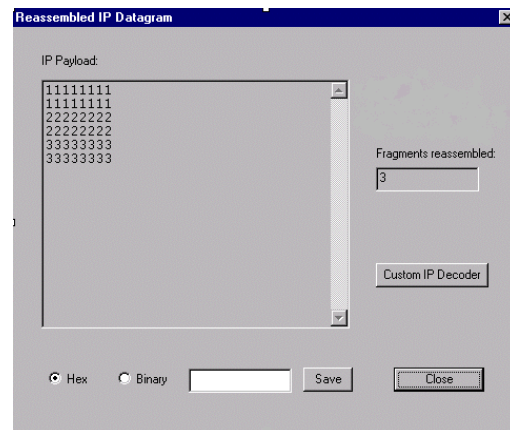 Reassembled IP Datagram
IP Payload:
11111111
11111111
22222222
22222222
33333333
33333333
Fragments reassembled:
3
Custom IP Decoder
Hex
Binary
Save
Close